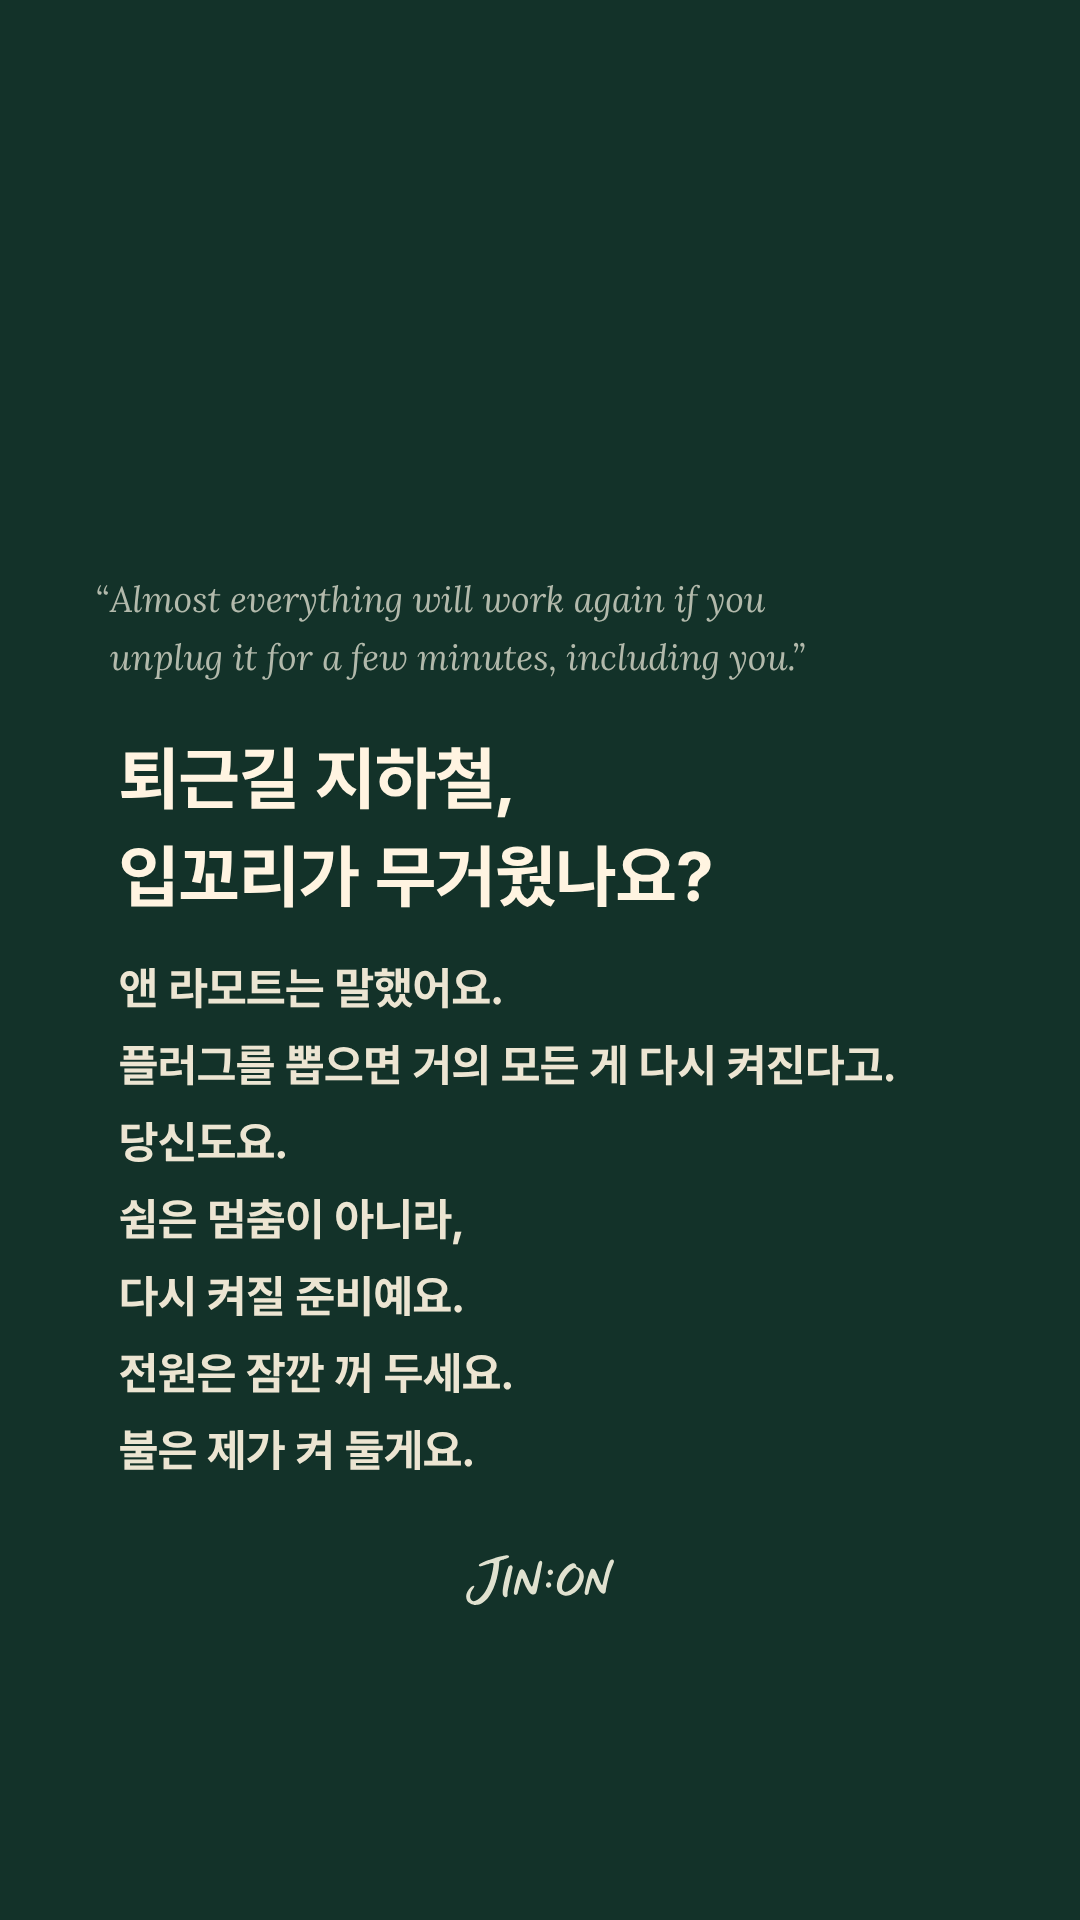 “Almost everything will work again if you
unplug it for a few minutes, including you.”
퇴근길 지하철,
입꼬리가 무거웠나요?
앤 라모트는 말했어요.
플러그를 뽑으면 거의 모든 게 다시 켜진다고.
당신도요.
쉼은 멈춤이 아니라,
다시 켜질 준비예요.
전원은 잠깐 꺼 두세요.
불은 제가 켜 둘게요.
JIN:ON